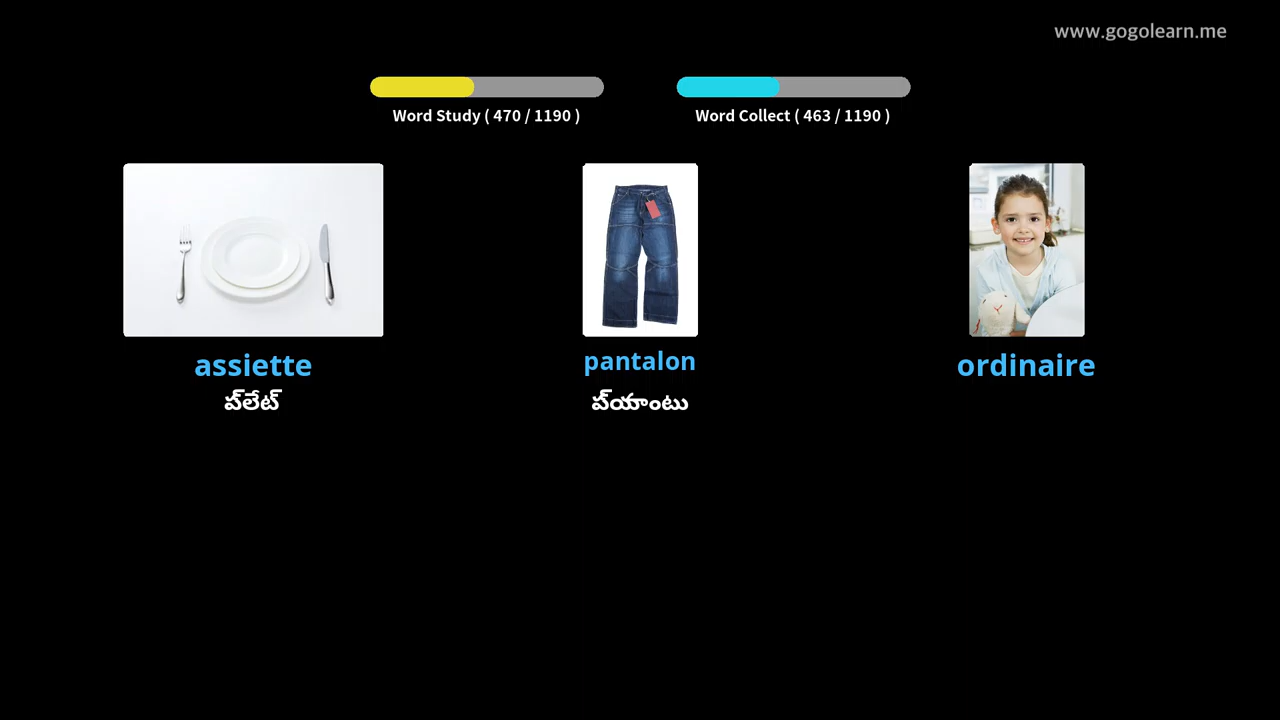 www.gogolearn.me
Word Study ( 470 / 1190 )
Word Collect ( 463 / 1190 )
assiette
pantalon
ordinaire
ప్‌లేట్
ప్‌యాంటు